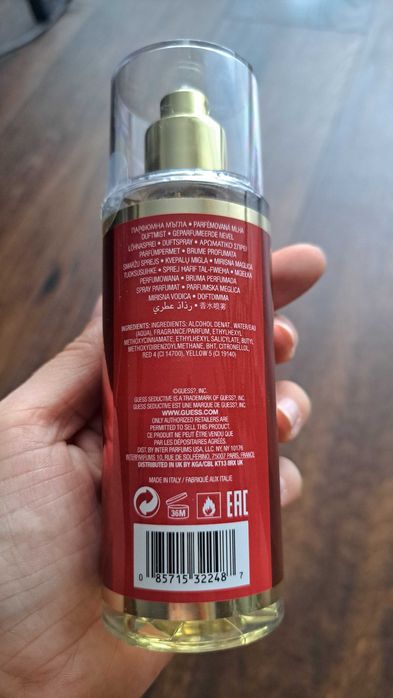 ПАРФЮМНА МЪГЛА • PARFÉMOVANÁ MLHA
DUFTMIST • GEPARFUMEERDE NEVEL
LÕHNASPREI • DUFTSPRAY • ΑΡΩΜΑΤΙΚΟ ΣΠΡΕΪ
PARFÜMPERMET • BRUME PROFUMATA
SMARŽU SPREJS • KVEPALŲ MIGLA • MIRISNA MAGLICA
TUOKSUSUIHKE • SPREJ HAFIF TAL-FWEĦA • MGIEŁKA
PERFUMOWANA • BRUMA PERFUMADA
SPRAY PARFUMAT • PARFUMSKA MEGLICA
MIRISNA VODICA • DOFTDIMMA
رذاذ عطري • 香水喷雾
INGREDIENTS: INGREDIENTS: ALCOHOL DENAT., WATER/EAU
(AQUA), FRAGRANCE/PARFUM, ETHYLHEXYL
METHOXYCINNAMATE, ETHYLHEXYL SALICYLATE, BUTYL
METHOXYDIBENZOYLMETHANE, BHT, CITRONELLOL,
RED 4 (CI 14700), YELLOW 5 (CI 19140)
©GUESS?, INC.
GUESS SEDUCTIVE IS A TRADEMARK OF GUESS?, INC.
GUESS SEDUCTIVE EST UNE MARQUE DE GUESS?, INC.
WWW.GUESS.COM
ONLY AUTHORIZED RETAILERS ARE
PERMITTED TO SELL THIS PRODUCT.
CE PRODUIT NE PEUT ÊTRE VENDU QUE
PAR LES DÉPOSITAIRES AGRÉÉS.
DIST. BY INTER PARFUMS USA, LLC, NY, NY, 10176
INTERPARFUMS 10, RUE DE SOLFÉRINO, 75007 PARIS, FRANCE
DISTRIBUTED IN UK BY KGA/CBL KT13 8RX UK
MADE IN ITALY / FABRIQUÉ AUX ITALIE
36M
EAC
0 85715 32248 7